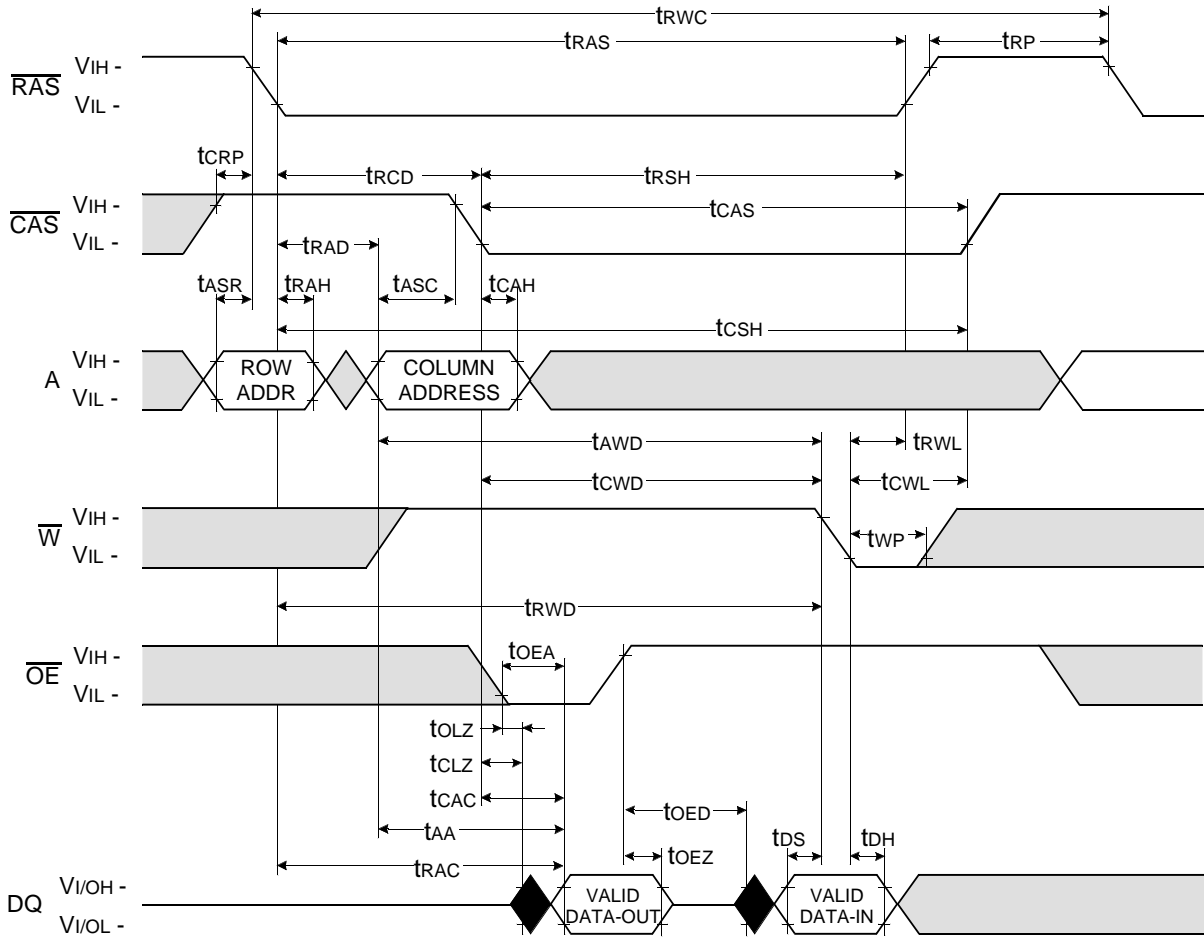 tRWC
tRAS
tRP
RAS
VIH -
VIL -
tCRP
tRCD
tRSH
CAS
VIH -
VIL -
tCAS
tRAD
tASR
tRAH
tASC
tCAH
tCSH
A
VIH -
VIL -
ROW
ADDR
COLUMN
ADDRESS
tAWD
tRWL
tCWD
tCWL
W
VIH -
VIL -
tWP
tRWD
OE
VIH -
VIL -
tOEA
tOLZ
tCLZ
tCAC
tOED
tAA
tDS
tDH
tOEZ
tRAC
DQ
VI/OH -
VI/OL -
VALID
DATA-OUT
VALID
DATA-IN